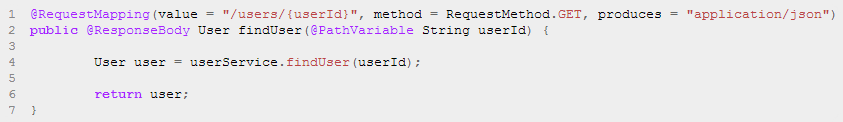 1 @RequestMapping(value = "/users/{userId}", method = RequestMethod.GET, produces = "application/json")
2 public @ResponseBody User findUser(@PathVariable String userId) {
3
4 User user = userService.findUser(userId);
5
6 return user;
7 }